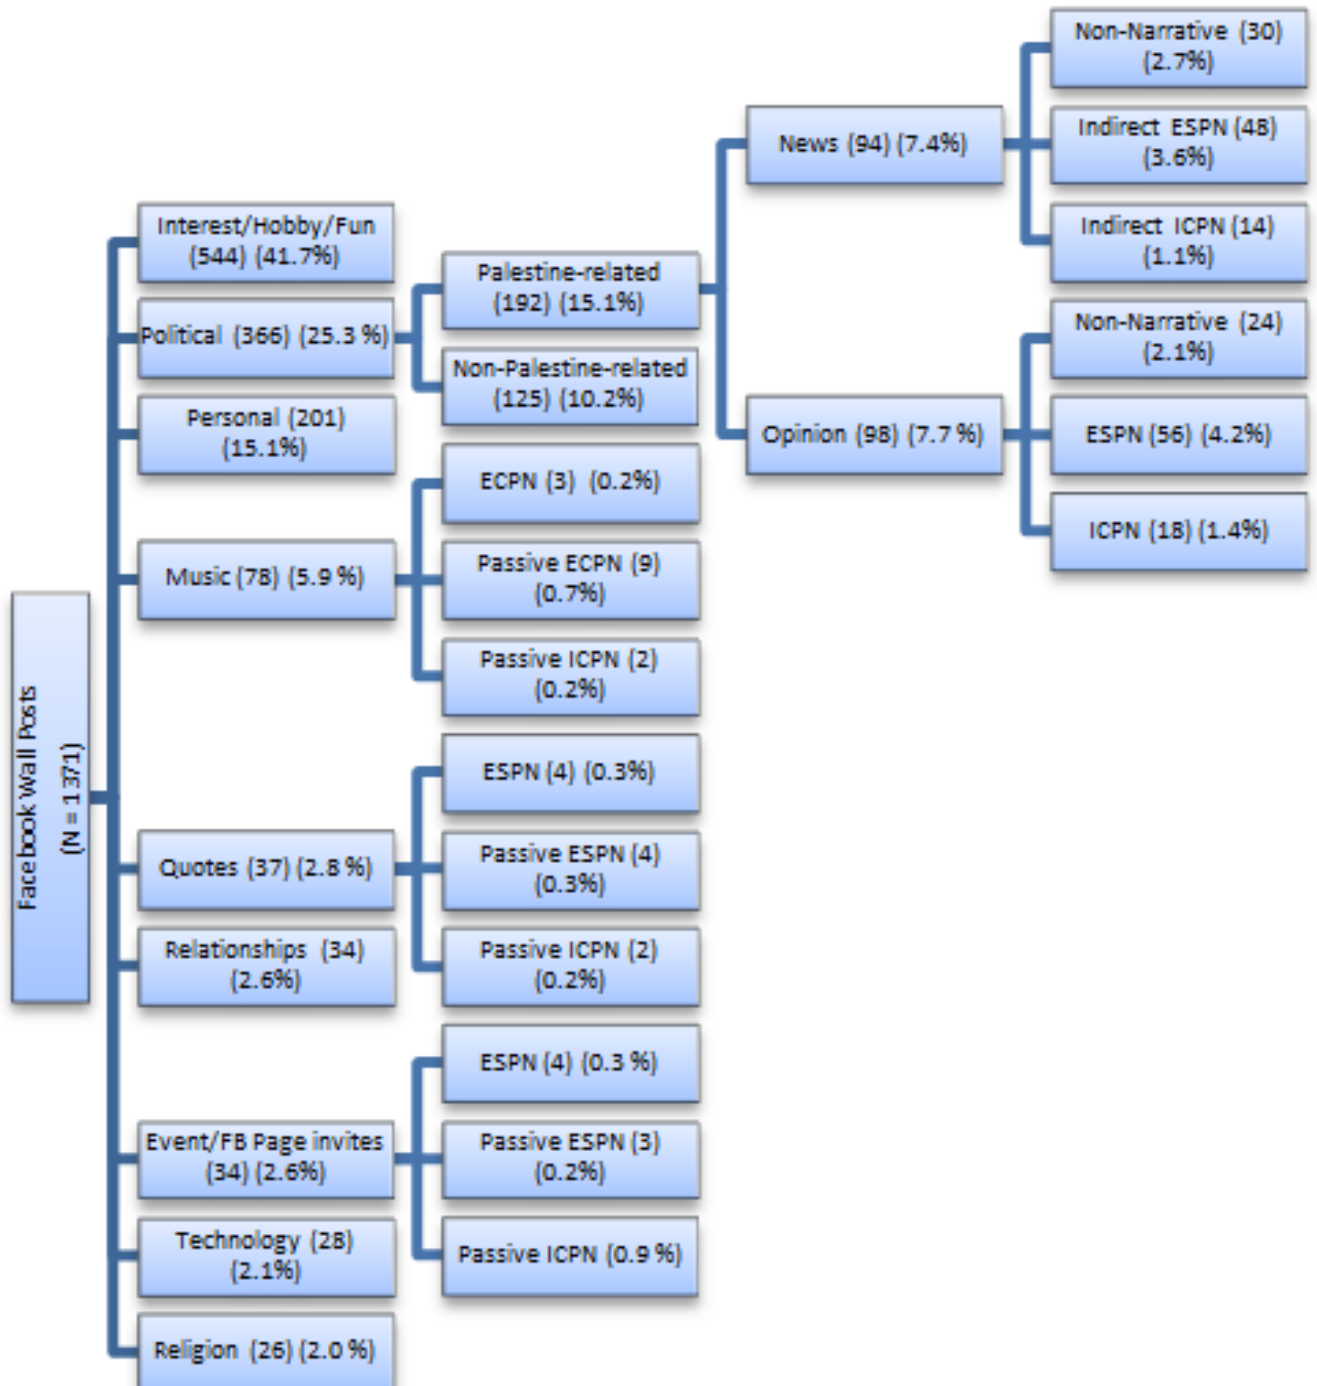 Facebook Wall Posts
(N = 1371)
Interest/Hobby/Fun
(544) (41.7%)
Political (366) (25.3 %)
Personal (201)
(15.1%)
Music (78) (5.9 %)
Quotes (37) (2.8 %)
Relationships (34)
(2.6%)
Event/FB Page invites
(34) (2.6%)
Technology (28)
(2.1%)
Religion (26) (2.0 %)
Palestine-related
(192) (15.1%)
Non-Palestine-related
(125) (10.2%)
ECPN (3) (0.2%)
Passive ECPN (9)
(0.7%)
Passive ICPN (2)
(0.2%)
ESPN (4) (0.3%)
Passive ESPN (4)
(0.3%)
Passive ICPN (2)
(0.2%)
ESPN (4) (0.3 %)
Passive ESPN (3)
(0.2%)
Passive ICPN (0.9 %)
News (94) (7.4%)
Opinion (98) (7.7 %)
Non-Narrative (30)
(2.7%)
Indirect ESPN (48)
(3.6%)
Indirect ICPN (14)
(1.1%)
Non-Narrative (24)
(2.1%)
ESPN (56) (4.2%)
ICPN (18) (1.4%)